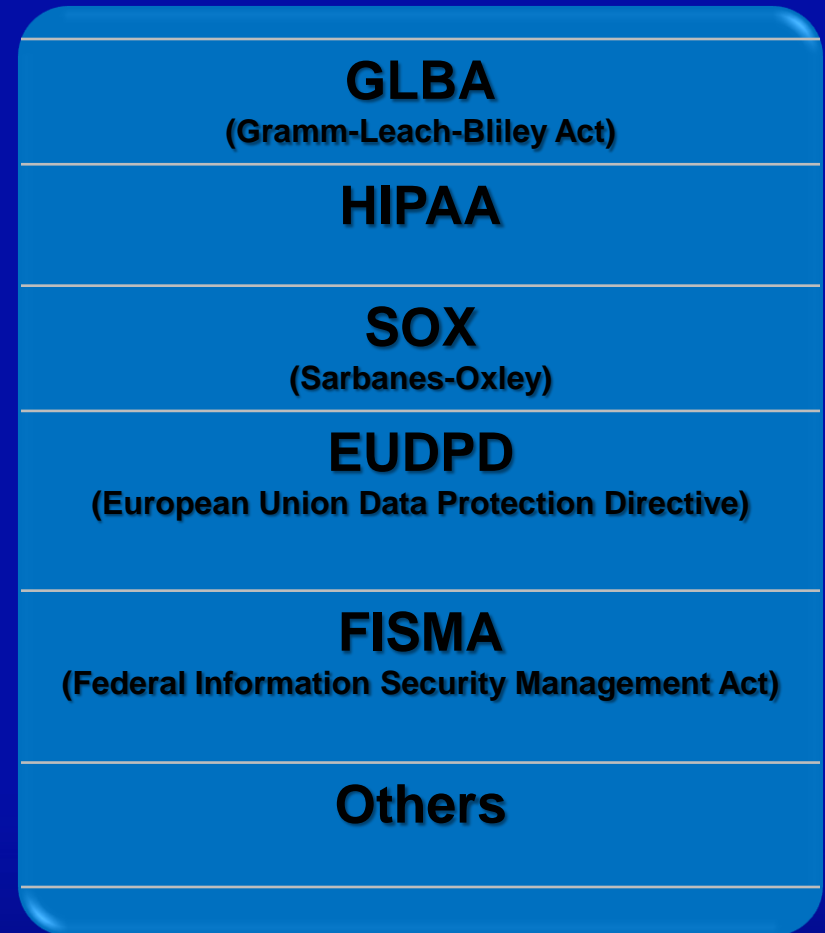 GLBA
(Gramm-Leach-Bliley Act)
HIPAA
SOX
(Sarbanes-Oxley)
EUDPD
(European Union Data Protection Directive)
FISMA
(Federal Information Security Management Act)
Others